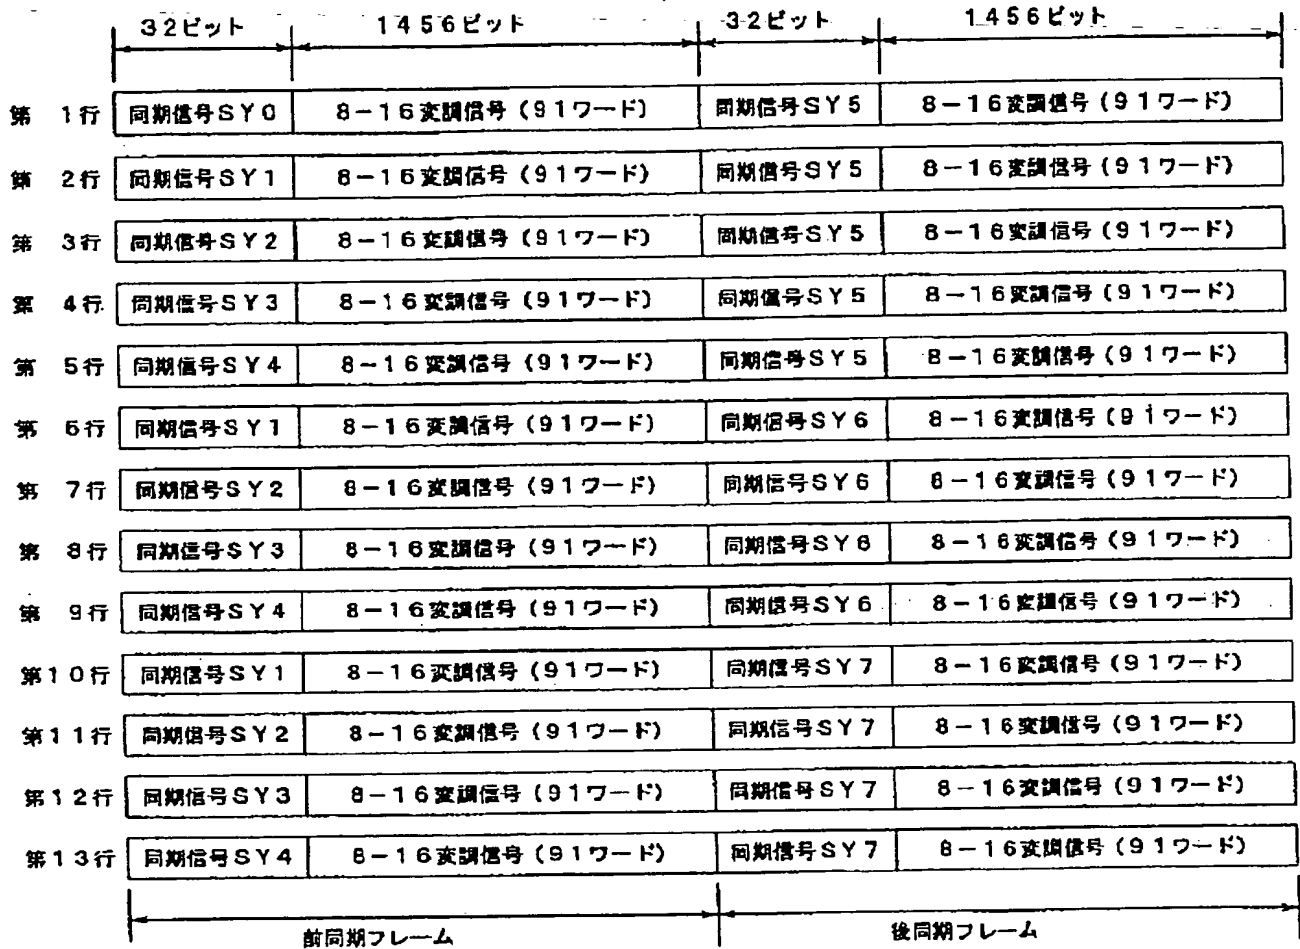 32ビット 1456ビット 32ビット 1456ビット
第 1行 同期信号SY0 8-16変調信号(91ワード) 同期信号SY5 8-16変調信号(91ワード)
第 2行 同期信号SY1 8-16変調信号(91ワード) 同期信号SY5 8-16変調信号(91ワード)
第 3行 同期信号SY2 8-16変調信号(91ワード) 同期信号SY5 8-16変調信号(91ワード)
第 4行 同期信号SY3 8-16変調信号(91ワード) 同期信号SY5 8-16変調信号(91ワード)
第 5行 同期信号SY4 8-16変調信号(91ワード) 同期信号SY5 8-16変調信号(91ワード)
第 6行 同期信号SY1 8-16変調信号(91ワード) 同期信号SY6 8-16変調信号(91ワード)
第 7行 同期信号SY2 8-16変調信号(91ワード) 同期信号SY6 8-16変調信号(91ワード)
第 8行 同期信号SY3 8-16変調信号(91ワード) 同期信号SY6 8-16変調信号(91ワード)
第 9行 同期信号SY4 8-16変調信号(91ワード) 同期信号SY6 8-16変調信号(91ワード)
第10行 同期信号SY1 8-16変調信号(91ワード) 同期信号SY7 8-16変調信号(91ワード)
第11行 同期信号SY2 8-16変調信号(91ワード) 同期信号SY7 8-16変調信号(91ワード)
第12行 同期信号SY3 8-16変調信号(91ワード) 同期信号SY7 8-16変調信号(91ワード)
第13行 同期信号SY4 8-16変調信号(91ワード) 同期信号SY7 8-16変調信号(91ワード)
前同期フレーム 後同期フレーム